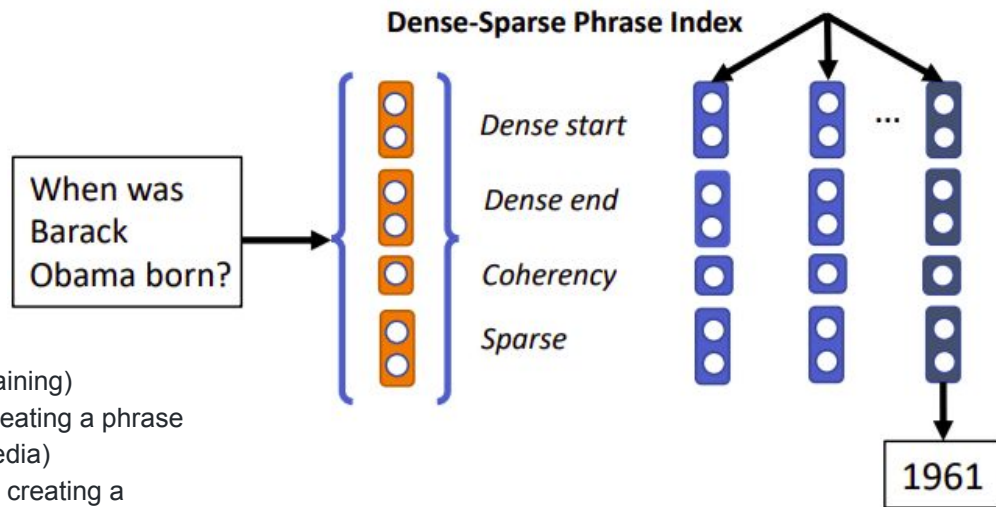 Dense-Sparse Phrase Index
Dense start
...
Dense end
When was
Barack
Obama born?
Coherency
Sparse
aining)
eating a phrase
edia)
creating a
1961